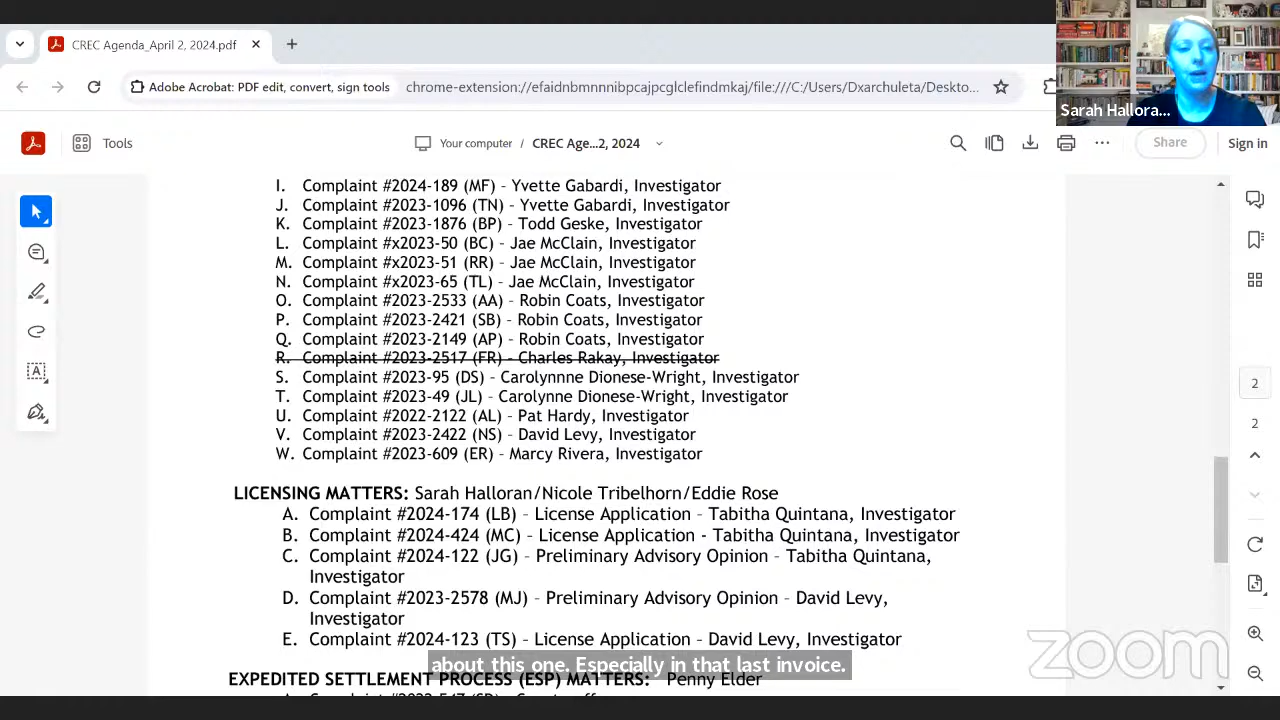 CREC Agenda_April 2, 2024.pdf
Adobe Acrobat: PDF edit, convert, sign tools
chrome-extension://efaidnbmnnnibpcajpcglclefindmkaj/file:///C:/Users/Dxarchuleta/Deskto...
Sarah Hallora...
Tools
Your computer / CREC Age...2, 2024
Share
Sign in
I. Complaint #2024-189 (MF) – Yvette Gabardi, Investigator
J. Complaint #2023-1096 (TN) – Yvette Gabardi, Investigator
K. Complaint #2023-1876 (BP) – Todd Geske, Investigator
L. Complaint #x2023-50 (BC) – Jae McClain, Investigator
M. Complaint #x2023-51 (RR) – Jae McClain, Investigator
N. Complaint #x2023-65 (TL) – Jae McClain, Investigator
O. Complaint #2023-2533 (AA) – Robin Coats, Investigator
P. Complaint #2023-2421 (SB) – Robin Coats, Investigator
Q. Complaint #2023-2149 (AP) – Robin Coats, Investigator
R. Complaint #2023-2517 (FR) – Charles Rakay, Investigator
S. Complaint #2023-95 (DS) – Carolynnne Dionese-Wright, Investigator
T. Complaint #2023-49 (JL) – Carolynne Dionese-Wright, Investigator
U. Complaint #2022-2122 (AL) – Pat Hardy, Investigator
V. Complaint #2023-2422 (NS) – David Levy, Investigator
W. Complaint #2023-609 (ER) – Marcy Rivera, Investigator
2
2
LICENSING MATTERS: Sarah Halloran/Nicole Tribelhorn/Eddie Rose
A. Complaint #2024-174 (LB) – License Application – Tabitha Quintana, Investigator
B. Complaint #2024-424 (MC) – License Application - Tabitha Quintana, Investigator
C. Complaint #2024-122 (JG) – Preliminary Advisory Opinion – Tabitha Quintana,
Investigator
D. Complaint #2023-2578 (MJ) – Preliminary Advisory Opinion – David Levy,
Investigator
E. Complaint #2024-123 (TS) – License Application – David Levy, Investigator
about this one. Especially in that last invoice.
EXPEDITED SETTLEMENT PROCESS (ESP) MATTERS: Penny Elder
zoom